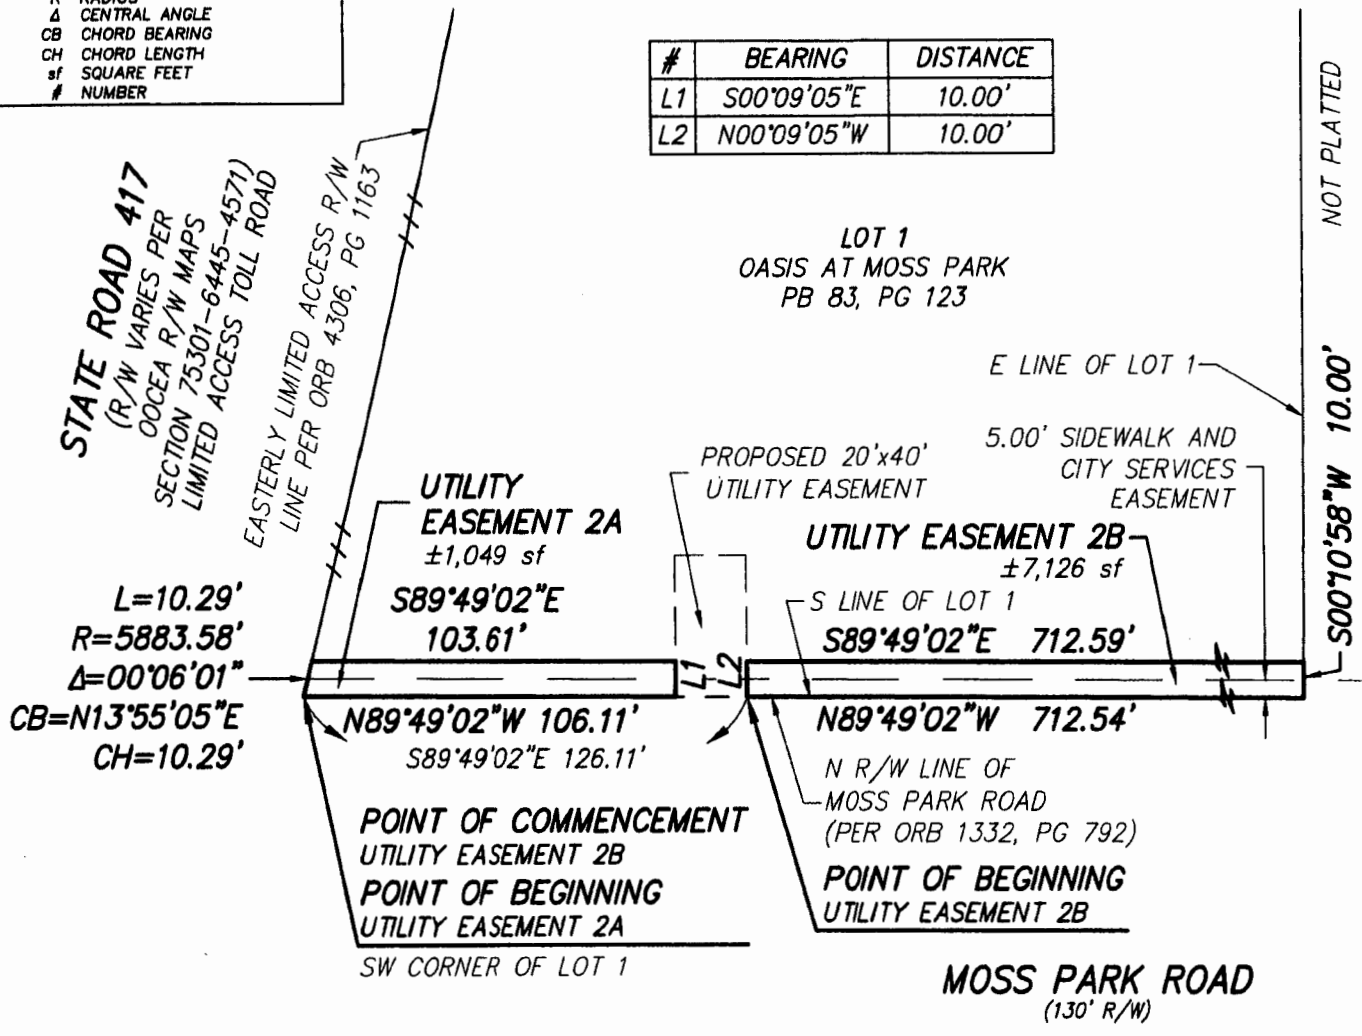 R RADIUS
Δ CENTRAL ANGLE
CB CHORD BEARING
CH CHORD LENGTH
sf SQUARE FEET
# NUMBER
# BEARING DISTANCE
L1 S00°09'05"E 10.00'
L2 N00°09'05"W 10.00'
NOT PLATTED
STATE ROAD 417
(R/W VARIES PER
OOCEA R/W MAPS
SECTION 75301-6445-4571)
LIMITED ACCESS TOLL ROAD
EASTERLY LIMITED ACCESS R/W
LINE PER ORB 4306, PG 1163
LOT 1
OASIS AT MOSS PARK
PB 83, PG 123
E LINE OF LOT 1
5.00' SIDEWALK AND
CITY SERVICES
EASEMENT
S00°10'58"W 10.00'
PROPOSED 20'x40'
UTILITY EASEMENT
UTILITY
EASEMENT 2A
±1,049 sf
UTILITY EASEMENT 2B
±7,126 sf
S LINE OF LOT 1
S89°49'02"E
103.61'
S89°49'02"E 712.59'
L=10.29'
R=5883.58'
Δ=00°06'01"
CB=N13°55'05"E
CH=10.29'
L1
L2
N89°49'02"W 106.11'
S89°49'02"E 126.11'
N89°49'02"W 712.54'
N R/W LINE OF
MOSS PARK ROAD
(PER ORB 1332, PG 792)
POINT OF COMMENCEMENT
UTILITY EASEMENT 2B
POINT OF BEGINNING
UTILITY EASEMENT 2A
SW CORNER OF LOT 1
POINT OF BEGINNING
UTILITY EASEMENT 2B
MOSS PARK ROAD
(130' R/W)